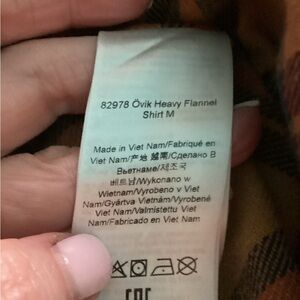 82978 Övik Heavy Flannel
Shirt M
Made in Viet Nam/Fabriqué en
Viet Nam/产地 越属/Сделано В
Вьетнаме/제조국
베트남/Wykonano w
Wietnam/Vyrobeno v Viet
Nam/Gyártva Vietnám/Vyrobené
Viet Nam/Valmistettu Viet
Nam/Fabricado en Viet Nam